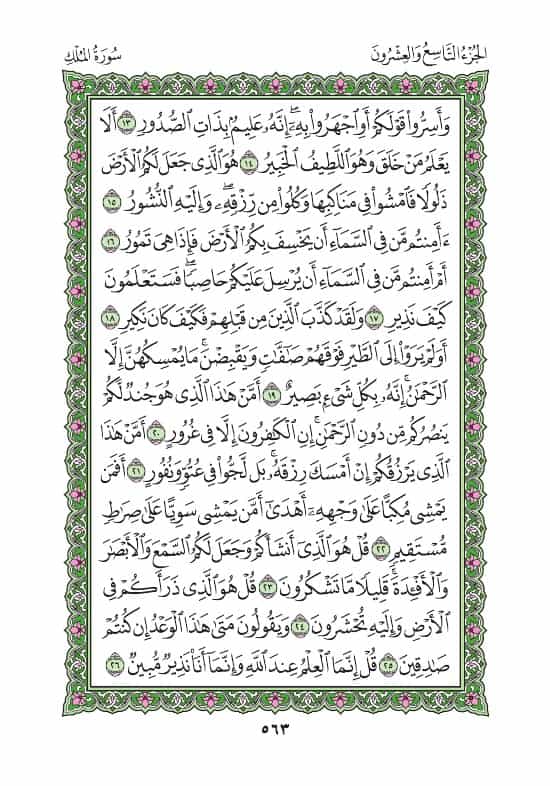 الجُزْءُ التَّاسِعُ وَالعِشْرُونَ
سُورَةُ المُلْكِ
وَأَسِرُّوا۟ قَوْلَكُمْ أَوِ ٱجْهَرُوا۟ بِهِۦٓ ۖ إِنَّهُۥ عَلِيمٌۢ بِذَاتِ ٱلصُّدُورِ ١٣ أَلَا
يَعْلَمُ مَنْ خَلَقَ وَهُوَ ٱللَّطِيفُ ٱلْخَبِيرُ ١٤ هُوَ ٱلَّذِى جَعَلَ لَكُمُ ٱلْأَرْضَ
ذَلُولًا فَٱمْشُوا۟ فِى مَنَاكِبِهَا وَكُلُوا۟ مِن رِّزْقِهِۦ ۖ وَإِلَيْهِ ٱلنُّشُورُ ١٥
ءَأَمِنتُم مَّن فِى ٱلسَّمَآءِ أَن يَخْسِفَ بِكُمُ ٱلْأَرْضَ فَإِذَا هِىَ تَمُورُ ١٦
أَمْ أَمِنتُم مَّن فِى ٱلسَّمَآءِ أَن يُرْسِلَ عَلَيْكُمْ حَاصِبًا ۖ فَسَتَعْلَمُونَ
كَيْفَ نَذِيرِ ١٧ وَلَقَدْ كَذَّبَ ٱلَّذِينَ مِن قَبْلِهِمْ فَكَيْفَ كَانَ نَكِيرِ ١٨
أَوَلَمْ يَرَوْا۟ إِلَى ٱلطَّيْرِ فَوْقَهُمْ صَٰٓفَّٰتٍ وَيَقْبِضْنَ ۚ مَا يُمْسِكُهُنَّ إِلَّا
ٱلرَّحْمَٰنُ ۚ إِنَّهُۥ بِكُلِّ شَىْءٍۭ بَصِيرٌ ١٩ أَمَّنْ هَٰذَا ٱلَّذِى هُوَ جُندٌ لَّكُمْ
يَنصُرُكُم مِّن دُونِ ٱلرَّحْمَٰنِ ۚ إِنِ ٱلْكَٰفِرُونَ إِلَّا فِى غُرُورٍ ٢٠ أَمَّنْ هَٰذَا
ٱلَّذِى يَرْزُقُكُمْ إِنْ أَمْسَكَ رِزْقَهُۥ ۚ بَل لَّجُّوا۟ فِى عُتُوٍّ وَنُفُورٍ ٢١ أَفَمَن
يَمْشِى مُكِبًّا عَلَىٰ وَجْهِهِۦٓ أَهْدَىٰٓ أَمَّن يَمْشِى سَوِيًّا عَلَىٰ صِرَٰطٍ
مُّسْتَقِيمٍ ٢٢ قُلْ هُوَ ٱلَّذِىٓ أَنشَأَكُمْ وَجَعَلَ لَكُمُ ٱلسَّمْعَ وَٱلْأَبْصَٰرَ
وَٱلْأَفْـِٔدَةَ ۖ قَلِيلًا مَّا تَشْكُرُونَ ٢٣ قُلْ هُوَ ٱلَّذِى ذَرَأَكُمْ فِى
ٱلْأَرْضِ وَإِلَيْهِ تُحْشَرُونَ ٢٤ وَيَقُولُونَ مَتَىٰ هَٰذَا ٱلْوَعْدُ إِن كُنتُمْ
صَٰدِقِينَ ٢٥ قُلْ إِنَّمَا ٱلْعِلْمُ عِندَ ٱللَّهِ وَإِنَّمَآ أَنَا۠ نَذِيرٌ مُّبِينٌ ٢٦
٥٦٣